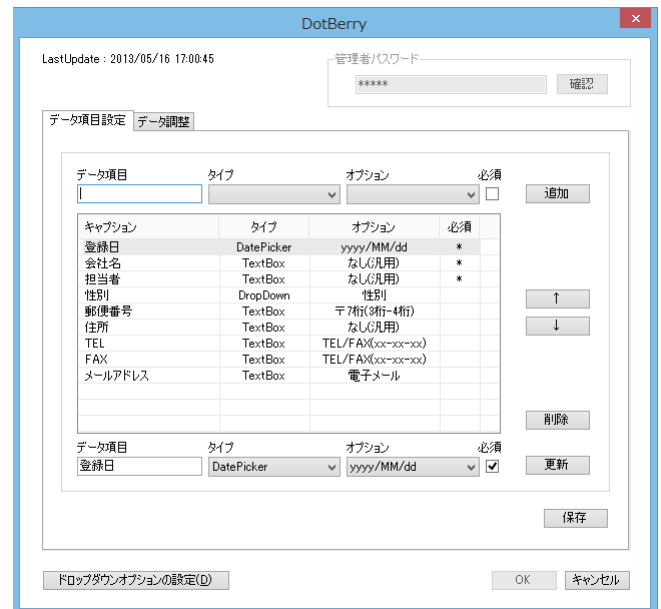 DotBerry
LastUpdate : 2013/05/16 17:00:45
管理者パスワード
***** 確認
データ項目設定 データ調整
データ項目 タイプ オプション 必須
追加
キャプション タイプ オプション 必須
登録日 DatePicker yyyy/MM/dd *
会社名 TextBox なし(汎用) *
担当者 TextBox なし(汎用) *
性別 DropDown 性別
郵便番号 TextBox 〒7桁(3桁-4桁)
↑
住所 TextBox なし(汎用)
↓
TEL TextBox TEL/FAX(xx-xx-xx)
FAX TextBox TEL/FAX(xx-xx-xx)
メールアドレス TextBox 電子メール
削除
データ項目 タイプ オプション 必須
登録日 DatePicker yyyy/MM/dd 更新
保存
ドロップダウンオプションの設定(D) OK キャンセル